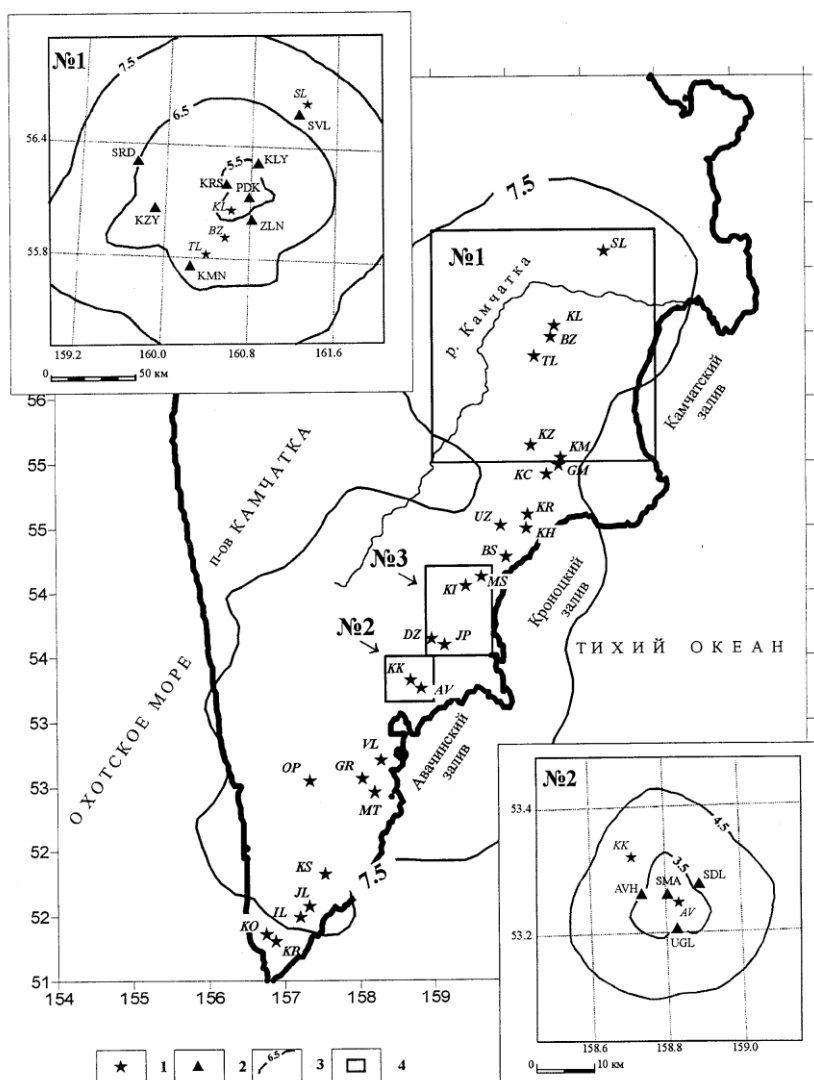 №1
7.5
6.5
SL
SVL
56.4
SRD
5.5
KLY
KRS
PDK
KL
KZY
ZLN
BZ
TL
55.8
KMN
159.2
160.0
160.8
161.6
0
50 км
7.5
№1
SL
р. Камчатка
KL
BZ
TL
Камчатский
залив
KZ
KM
GM
KC
56
55
55
54
54
53
53
52
52
51
п-ов КАМЧАТКА
UZ
KR
KH
BS
№3
MS
KI
Кроноцкий
залив
DZ
JP
№2
ТИХИЙ ОКЕАН
KK
AV
ОХОТСКОЕ МОРЕ
VL
Авачинский
залив
OP
GR
MT
KS
7.5
JL
IL
KO
KB
154
155
156
157
158
159
№2
53.4
4.5
KK
3.5
SDL
AVH
SMA
AV
53.2
UGL
158.6
158.8
159.0
0
10 км
1
2
6.5
3
4